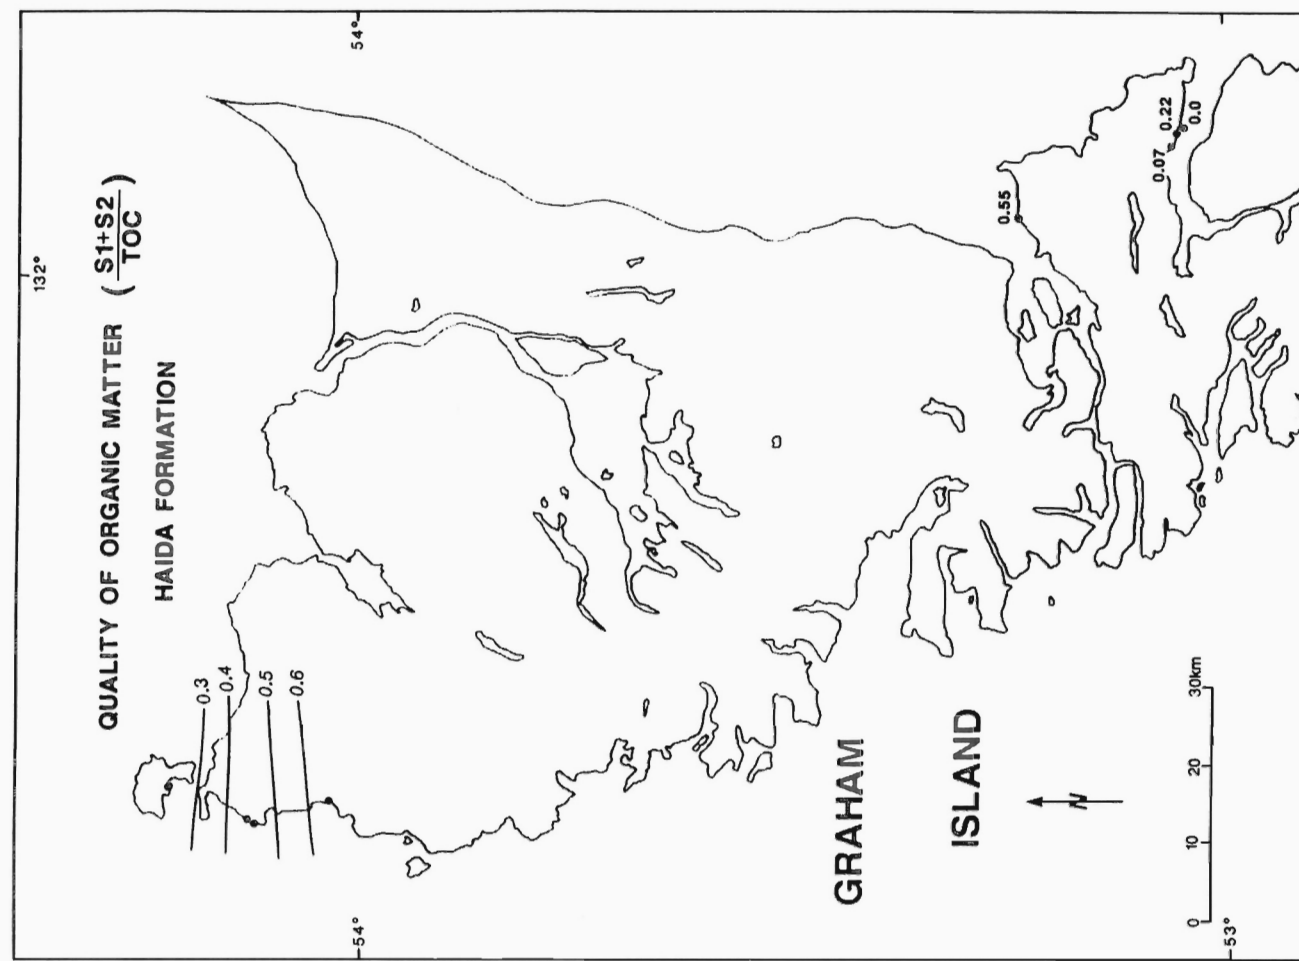 54°
132°
QUALITY OF ORGANIC MATTER ( S1+S2 / TOC )
HAIDA FORMATION
0.3
0.4
0.5
0.6
0.55
0.07
0.22
0.0
GRAHAM
ISLAND
N
0 10 20 30km
54°
53°